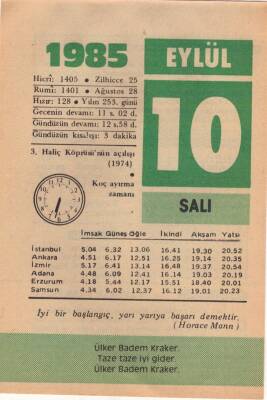 1985
EYLÜL
Hicrî: 1405 • Zilhicce 25
Rumî: 1401 • Ağustos 28
Hızır: 128 • Yılın 253. günü
Gecenin devamı: 11 s. 02 d.
Gündüzün devamı: 12 s. 58 d.
Gündüzün kısalışı: 3 dakika
10
SALI
3. Haliç Köprüsü'nün açılışı
(1974)
•
Koç ayırma
zamanı
İmsak Güneş Öğle İkindi Akşam Yatsı
İstanbul 5,04 6,32 13,06 16,41 19,30 20,52
Ankara 4,51 6,17 12,51 16,25 19,14 20,35
İzmir 5,17 6,41 13,14 16,48 19,37 20,54
Adana 4,48 6,09 12,41 16,14 19,03 20,19
Erzurum 4,18 5,44 12,17 15,51 18,40 20,01
Samsun 4,34 6,02 12,37 16,12 19,01 20,23
İyi bir başlangıç, yarı yarıya başarı demektir.
(Horace Mann)
Ülker Badem Kraker.
Taze taze iyi gider.
Ülker Badem Kraker.